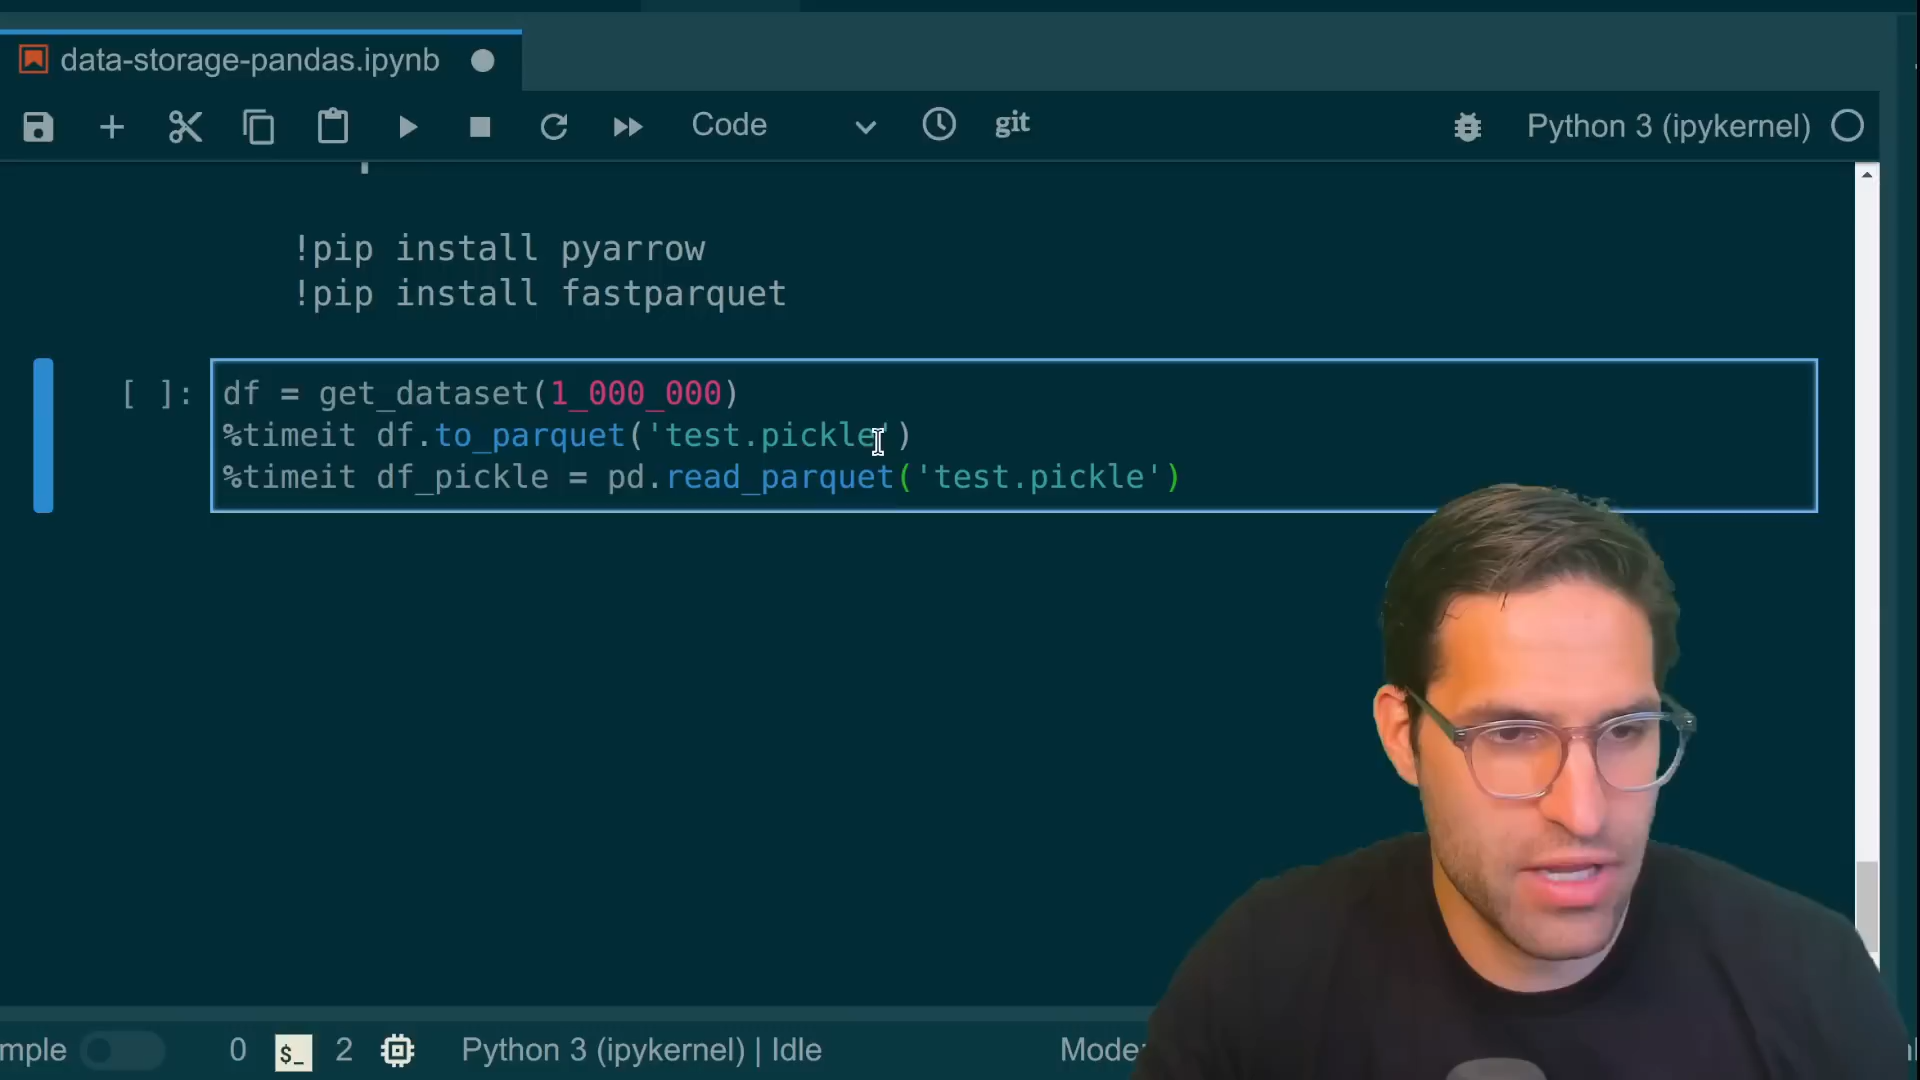 data-storage-pandas.ipynb
Code
git
Python 3 (ipykernel)
!pip install pyarrow
!pip install fastparquet
[ ]:
df = get_dataset(1_000_000)
%timeit df.to_parquet('test.pickle')
%timeit df_pickle = pd.read_parquet('test.pickle')
mple
0
$_
2
Python 3 (ipykernel) | Idle
Mode: